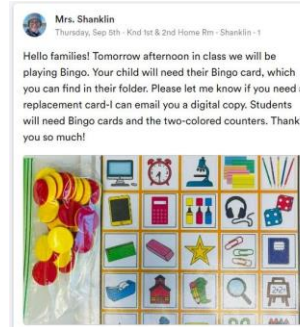 Mrs. Shanklin
Thursday, Sep 5th · Knd 1st & 2nd Home Rm - Shanklin - 1
Hello families! Tomorrow afternoon in class we will be
playing Bingo. Your child will need their Bingo card, which
you can find in their folder. Please let me know if you need a
replacement card-I can email you a digital copy. Students
will need Bingo cards and the two-colored counters. Thank
you so much!